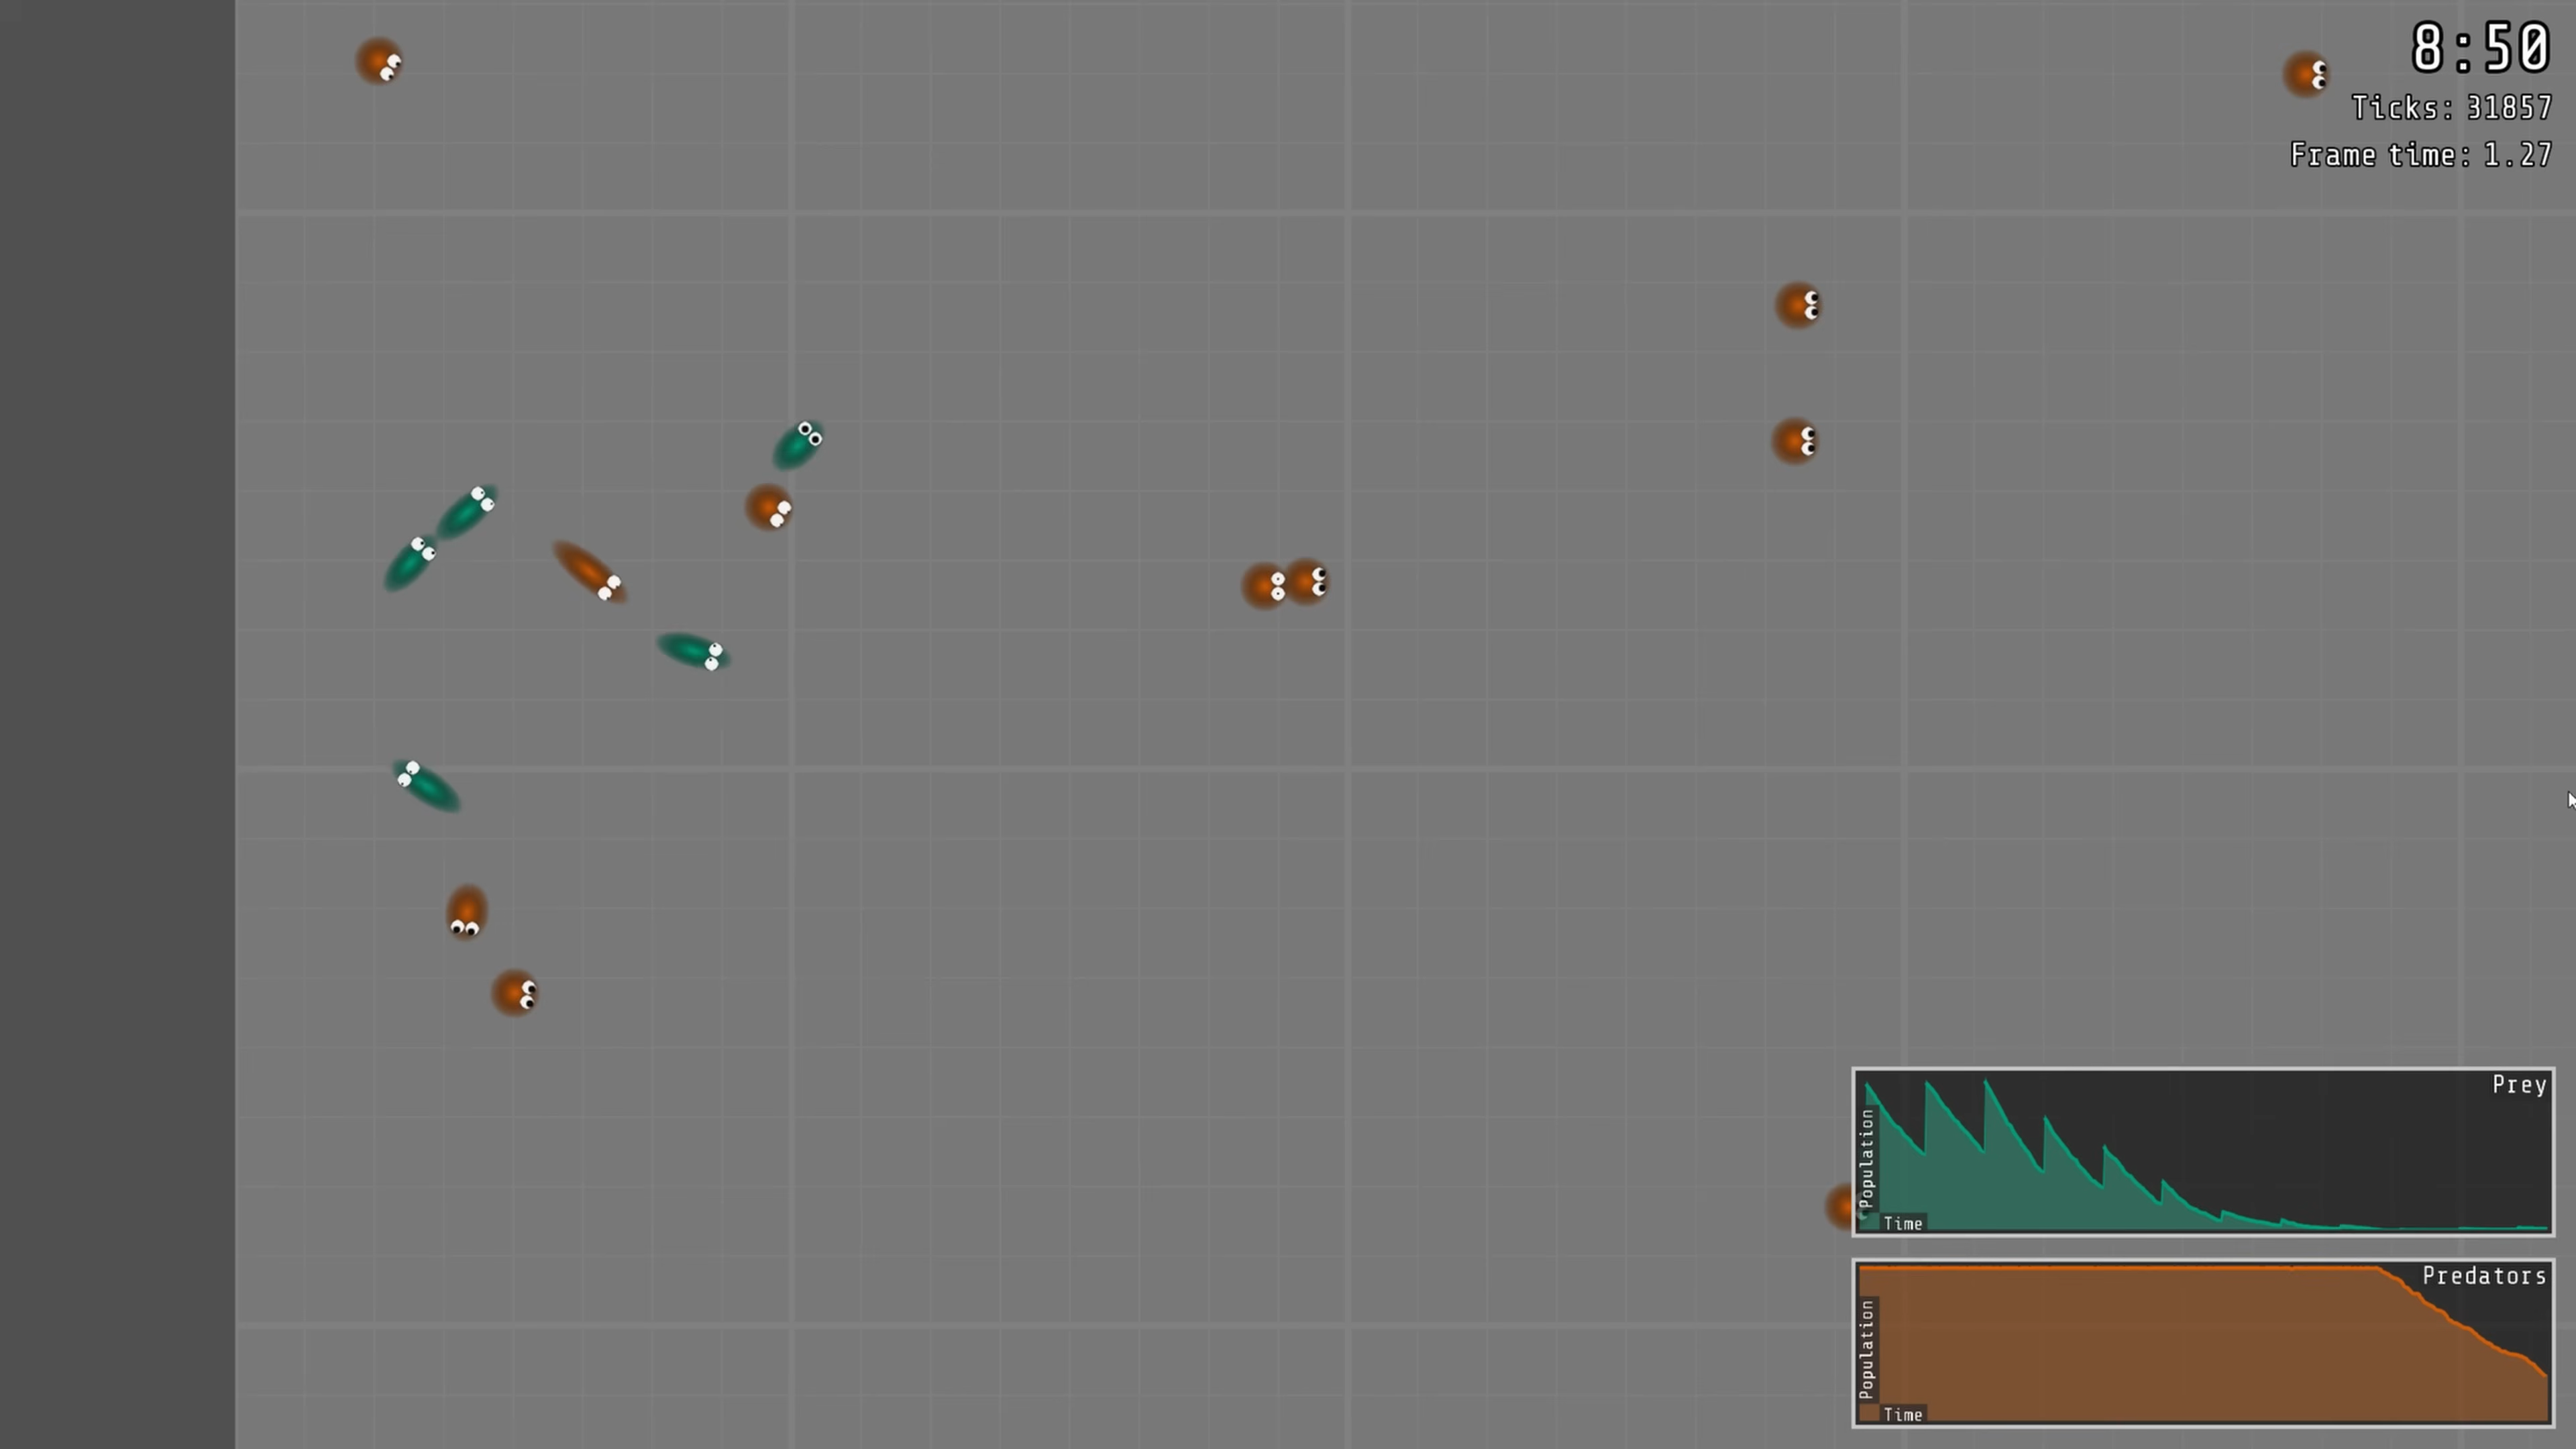 8:50
Ticks: 31857
Frame time: 1.27
Prey
Population
Time
Predators
Population
Time